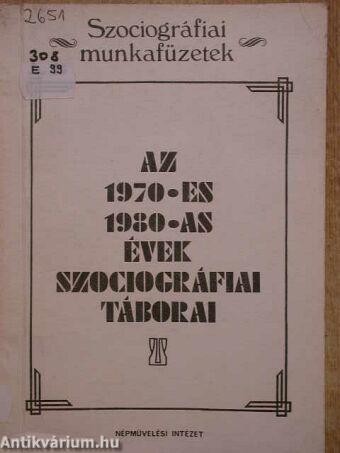 2651
308
E 99
Szociográfiai
munkafüzetek
AZ
1970-ES
1980-AS
ÉVEK
SZOCIOGRÁFIAI
TÁBORAI
NÉPMŰVELÉSI INTÉZET
Antikvárium.hu